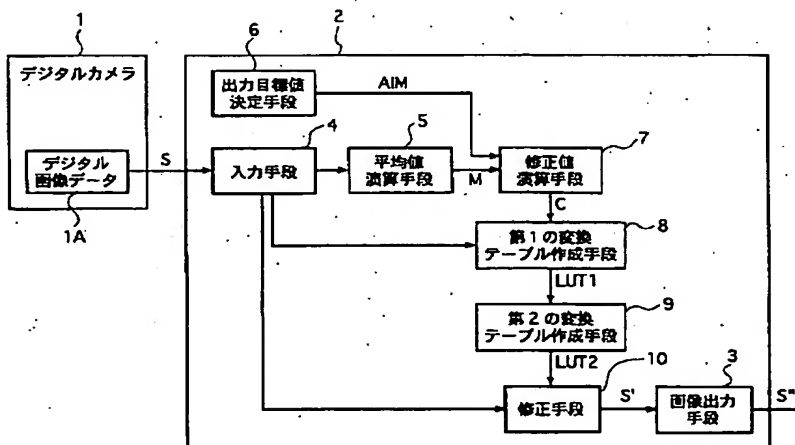 1
2
デジタルカメラ
6
出力目標値
決定手段
AIM
4
5
7
デジタル
画像データ
S
入力手段
平均値
演算手段
M
修正値
演算手段
1A
C
8
第1の変換
テーブル作成手段
LUT1
9
第2の変換
テーブル作成手段
LUT2
10
3
修正手段
S'
画像出力
手段
S"